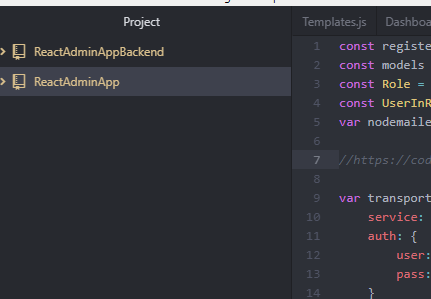 Project
ReactAdminAppBackend
ReactAdminApp
Templates.js Dashboa
1 const registe
2 const models
3 const Role =
4 const UserInR
5 var nodemaile
6
7 //https://cod
8
9 var transport
10 service:
11 auth: {
12 user:
13 pass:
14 }